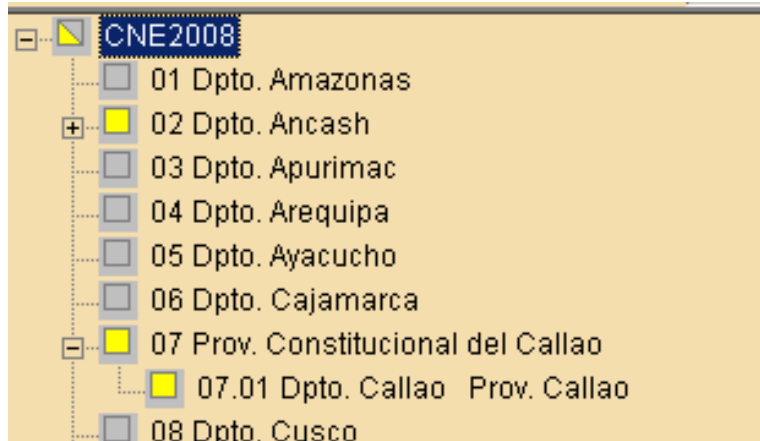 CNE2008
01 Dpto. Amazonas
02 Dpto. Ancash
03 Dpto. Apurimac
04 Dpto. Arequipa
05 Dpto. Ayacucho
06 Dpto. Cajamarca
07 Prov. Constitucional del Callao
07.01 Dpto. Callao Prov. Callao
08 Dpto. Cusco